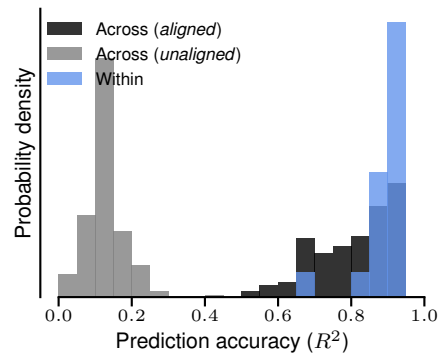 Across (aligned)
Across (unaligned)
Within
Probability density
0.0 0.2 0.4 0.6 0.8 1.0
Prediction accuracy (R²)